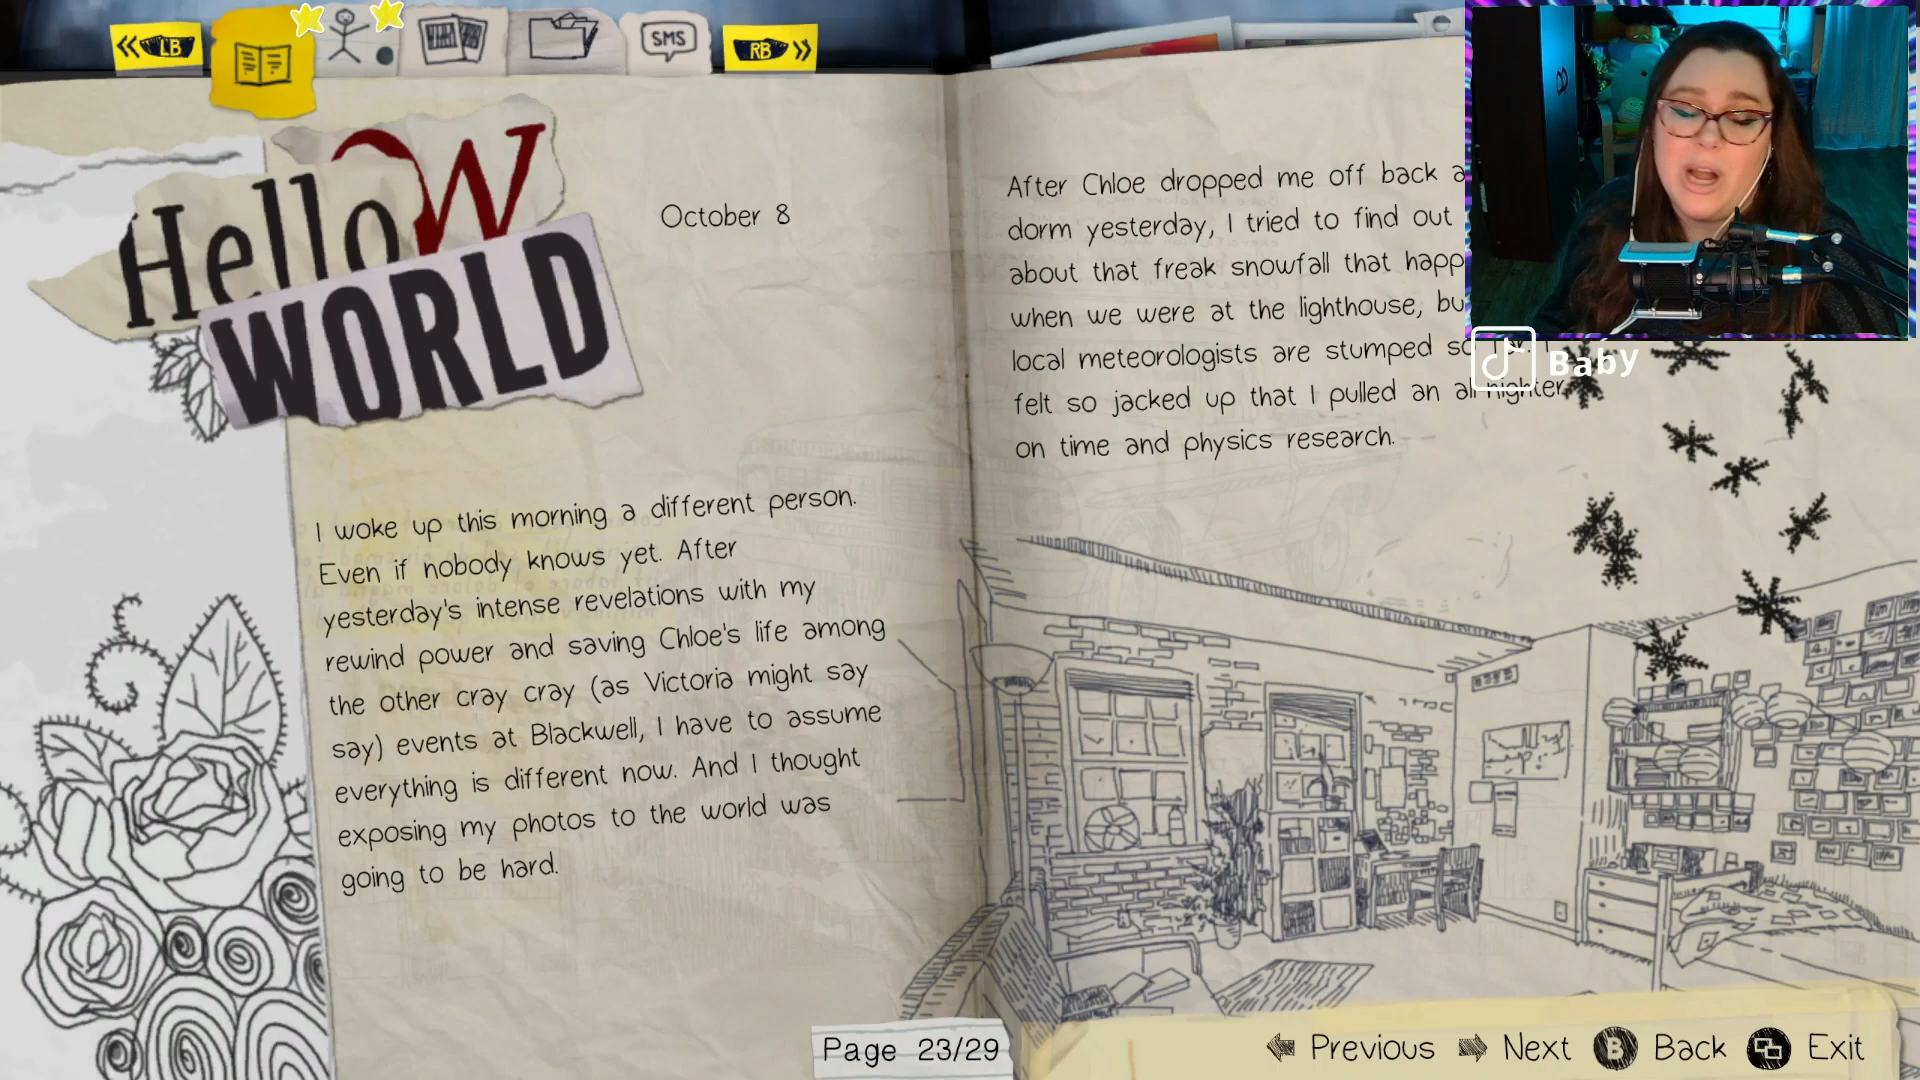 LB
SMS
RB
HelloW
WORLD
October 8
I woke up this morning a different person.
Even if nobody knows yet. After
yesterday's intense revelations with my
rewind power and saving Chloe's life among
the other cray cray (as Victoria might say
say) events at Blackwell, I have to assume
everything is different now. And I thought
exposing my photos to the world was
going to be hard.
After Chloe dropped me off back a
dorm yesterday, I tried to find out
about that freak snowfall that happ
when we were at the lighthouse, bu
local meteorologists are stumped so
felt so jacked up that I pulled an all nighter
on time and physics research.
Baby
Page 23/29
Previous Next B Back Exit